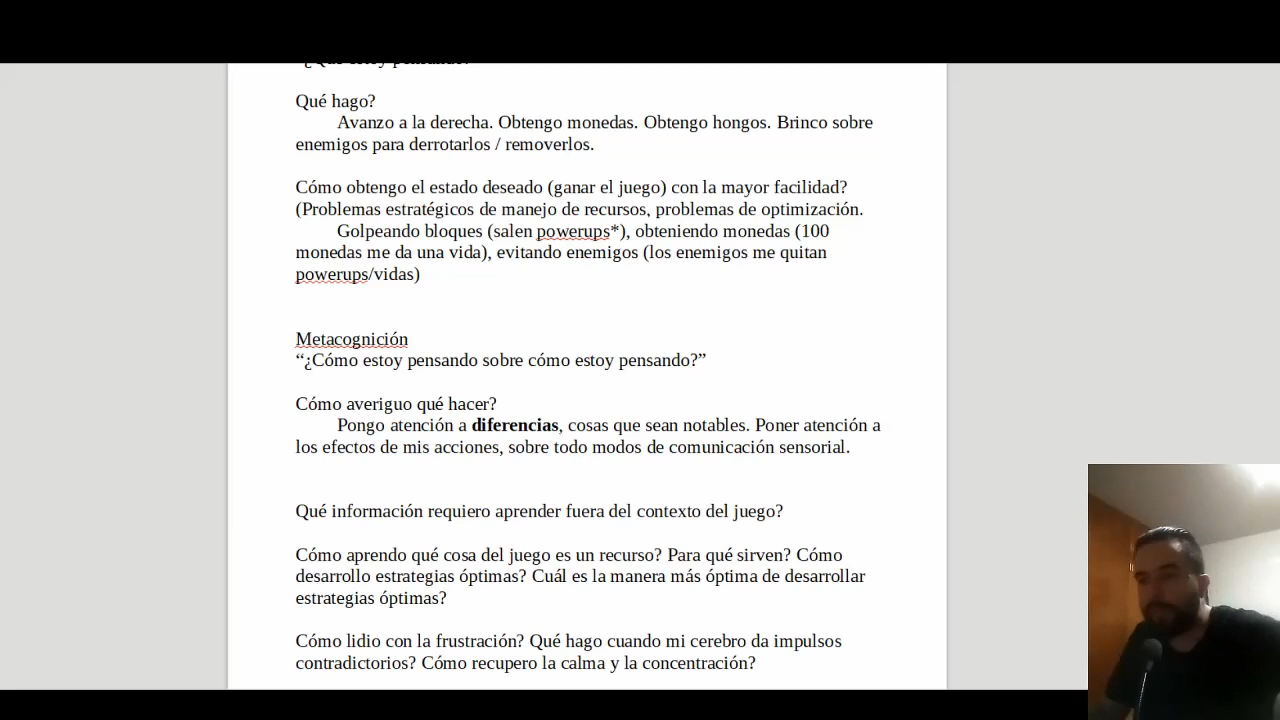 Qué hago?
Avanzo a la derecha. Obtengo monedas. Obtengo hongos. Brinco sobre
enemigos para derrotarlos / removerlos.
Cómo obtengo el estado deseado (ganar el juego) con la mayor facilidad?
(Problemas estratégicos de manejo de recursos, problemas de optimización.
Golpeando bloques (salen powerups*), obteniendo monedas (100
monedas me da una vida), evitando enemigos (los enemigos me quitan
powerups/vidas)
Metacognición
“¿Cómo estoy pensando sobre cómo estoy pensando?”
Cómo averiguo qué hacer?
Pongo atención a diferencias, cosas que sean notables. Poner atención a
los efectos de mis acciones, sobre todo modos de comunicación sensorial.
Qué información requiero aprender fuera del contexto del juego?
Cómo aprendo qué cosa del juego es un recurso? Para qué sirven? Cómo
desarrollo estrategias óptimas? Cuál es la manera más óptima de desarrollar
estrategias óptimas?
Cómo lidio con la frustración? Qué hago cuando mi cerebro da impulsos
contradictorios? Cómo recupero la calma y la concentración?